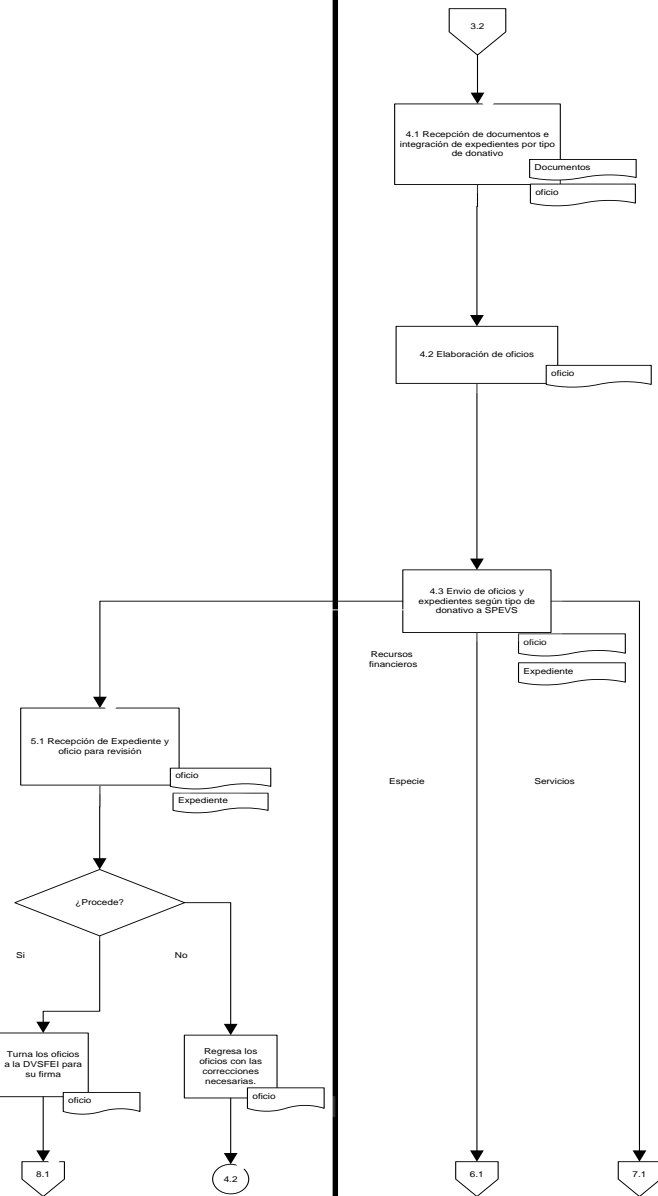 3.2
4.1 Recepción de documentos e
integración de expedientes por tipo
de donativo
Documentos
oficio
4.2 Elaboración de oficios
oficio
4.3 Envio de oficios y
expedientes según tipo de
donativo a SPEVS
oficio
Expediente
Recursos
financieros
5.1 Recepción de Expediente y
oficio para revisión
oficio
Expediente
Especie
Servicios
¿Procede?
Si
No
Turna los oficios
a la DVSFEI para
su firma
oficio
Regresa los
oficios con las
correcciones
necesarias.
oficio
8.1
4.2
6.1
7.1